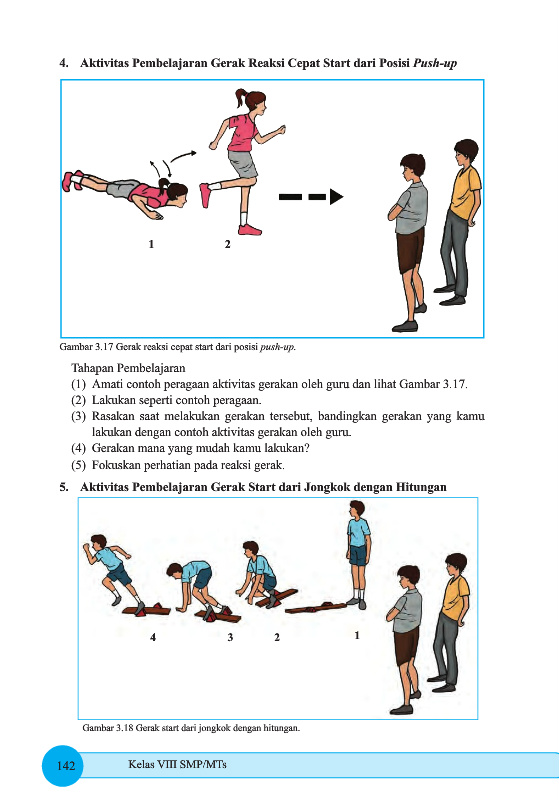 4. Aktivitas Pembelajaran Gerak Reaksi Cepat Start dari Posisi Push-up
1
2
Gambar 3.17 Gerak reaksi cepat start dari posisi push-up.
Tahapan Pembelajaran
(1) Amati contoh peragaan aktivitas gerakan oleh guru dan lihat Gambar 3.17.
(2) Lakukan seperti contoh peragaan.
(3) Rasakan saat melakukan gerakan tersebut, bandingkan gerakan yang kamu
lakukan dengan contoh aktivitas gerakan oleh guru.
(4) Gerakan mana yang mudah kamu lakukan?
(5) Fokuskan perhatian pada reaksi gerak.
5. Aktivitas Pembelajaran Gerak Start dari Jongkok dengan Hitungan
4
3
2
1
Gambar 3.18 Gerak start dari jongkok dengan hitungan.
142
Kelas VIII SMP/MTs